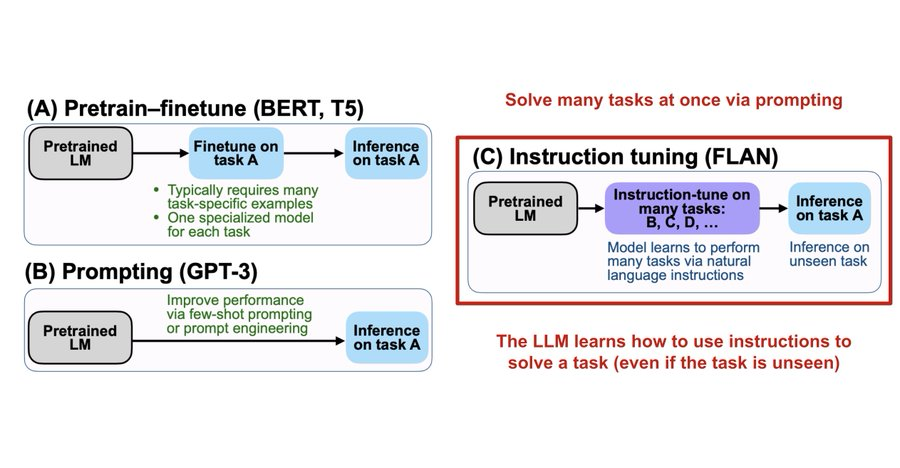 (A) Pretrain–finetune (BERT, T5)
Pretrained
LM
Finetune on
task A
Inference
on task A
• Typically requires many
task-specific examples
• One specialized model
for each task
(B) Prompting (GPT-3)
Pretrained
LM
Improve performance
via few-shot prompting
or prompt engineering
Inference
on task A
Solve many tasks at once via prompting
(C) Instruction tuning (FLAN)
Pretrained
LM
Instruction-tune on
many tasks:
B, C, D, …
Inference
on task A
Model learns to perform
many tasks via natural
language instructions
Inference on
unseen task
The LLM learns how to use instructions to
solve a task (even if the task is unseen)